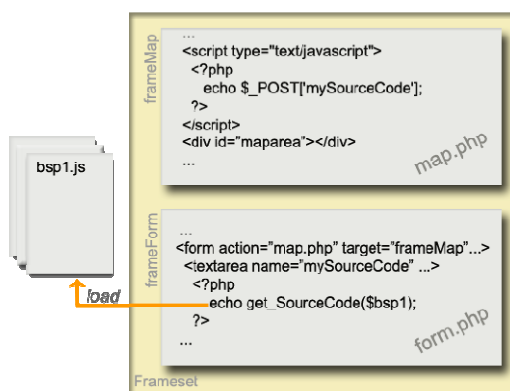 frameMap
...
<script type="text/javascript">
<?php
echo $_POST['mySourceCode'];
?>
</script>
<div id="maparea"></div>
...
map.php
bsp1.js
load
frameForm
...
<form action="map.php" target="frameMap"...>
<textarea name="mySourceCode" ...>
<?php
echo get_SourceCode($bsp1);
?>
...
form.php
Frameset